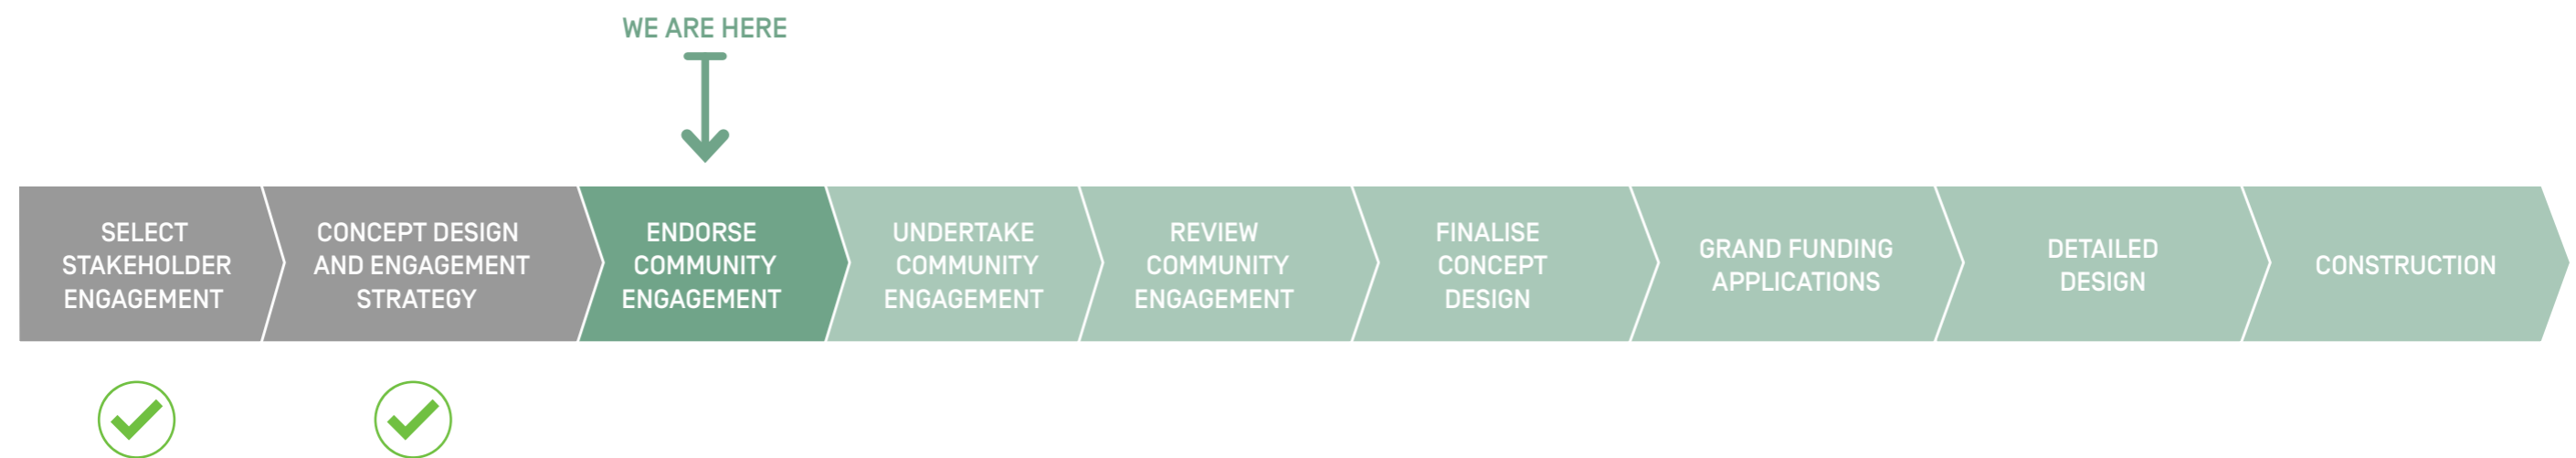 WE ARE HERE
SELECT
STAKEHOLDER
ENGAGEMENT
CONCEPT DESIGN
AND ENGAGEMENT
STRATEGY
ENDORSE
COMMUNITY
ENGAGEMENT
UNDERTAKE
COMMUNITY
ENGAGEMENT
REVIEW
COMMUNITY
ENGAGEMENT
FINALISE
CONCEPT
DESIGN
GRAND FUNDING
APPLICATIONS
DETAILED
DESIGN
CONSTRUCTION